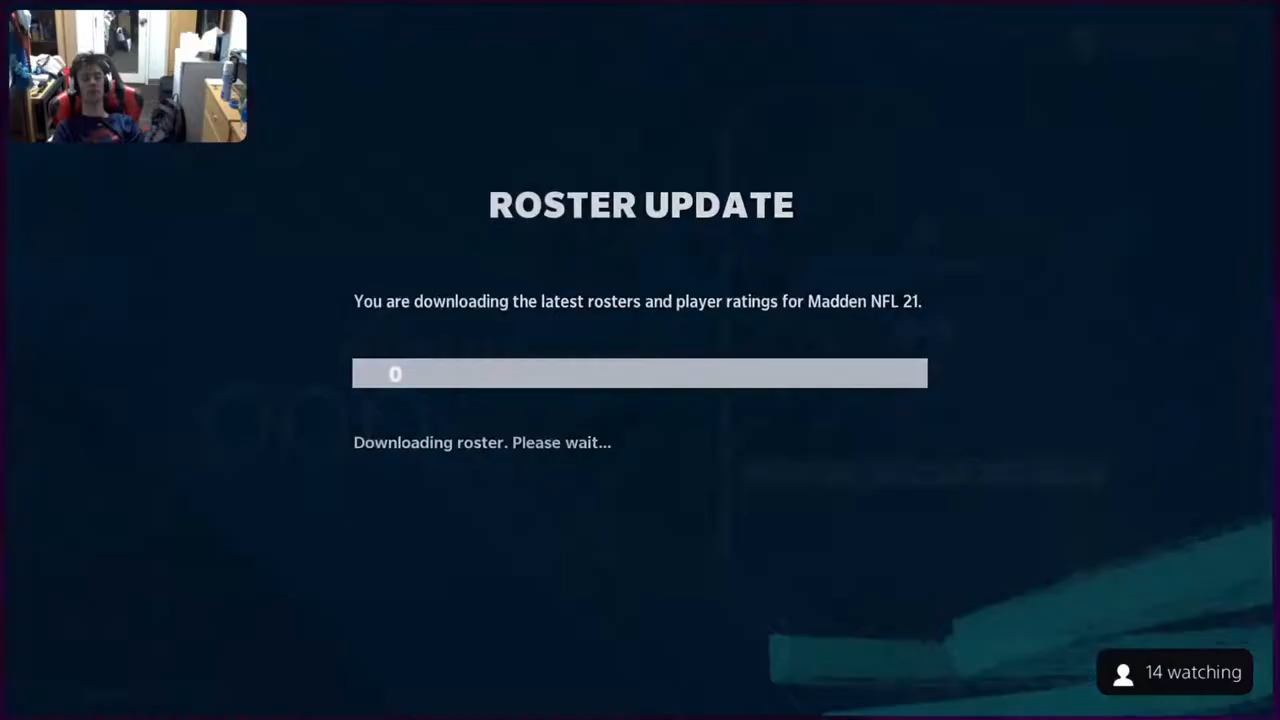 ROSTER UPDATE
You are downloading the latest rosters and player ratings for Madden NFL 21.
0
Downloading roster. Please wait...
14 watching